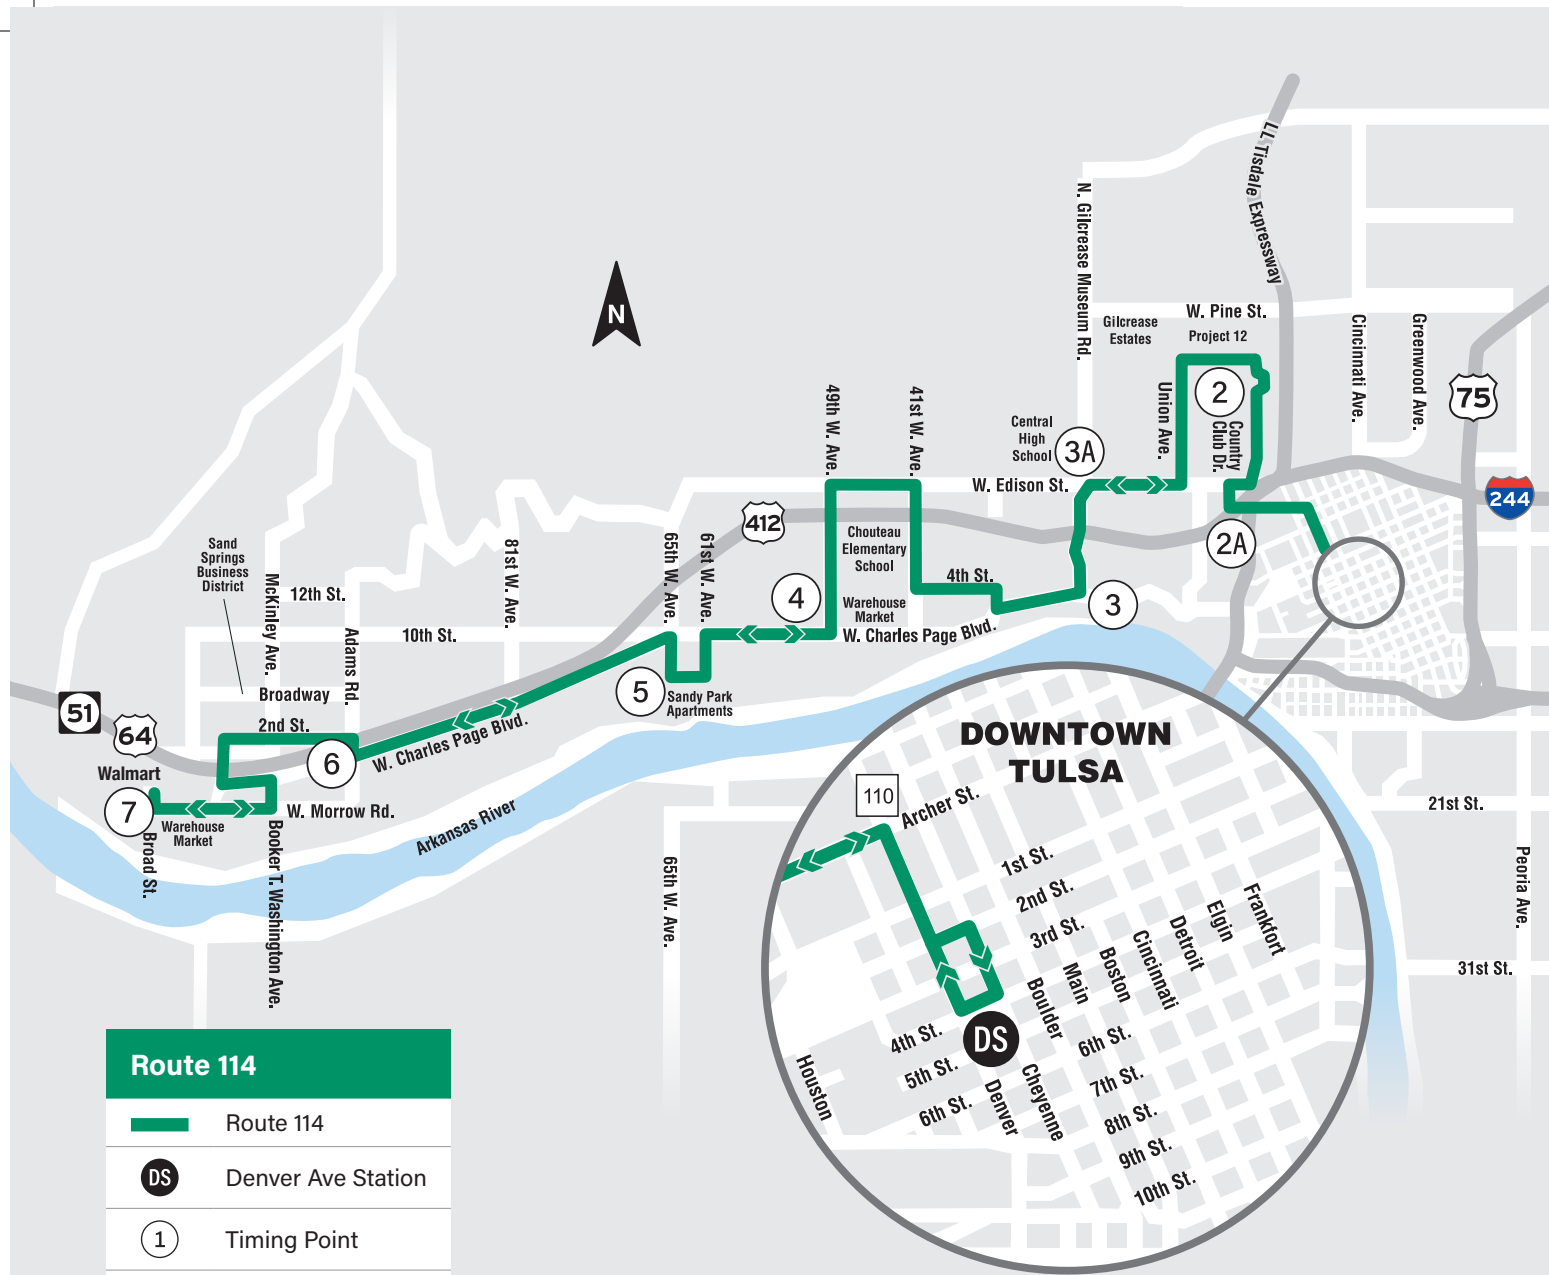 LL Tisdale Expressway
N. Gilcrease Museum Rd.
N
W. Pine St.
Gilcrease
Estates
Project 12
Cincinnati Ave.
Greenwood Ave.
75
2
Union Ave.
Country
Club Dr.
49th W. Ave.
41st W. Ave.
Central
High
School
3A
W. Edison St.
244
412
2A
Chouteau
Elementary
School
Sand
Springs
Business
District
81st W. Ave.
65th W. Ave.
61st W. Ave.
4th St.
McKinley Ave.
12th St.
4
Warehouse
Market
3
Adams Rd.
10th St.
W. Charles Page Blvd.
5
Sandy Park
Apartments
Broadway
51
64
2nd St.
6
W. Charles Page Blvd.
Walmart
7
Warehouse
Market
W. Morrow Rd.
Broad St.
Booker T. Washington Ave.
Arkansas River
65th W. Ave.
21st St.
Peoria Ave.
31st St.
DOWNTOWN
TULSA
110
Archer St.
1st St.
2nd St.
3rd St.
Frankfort
Elgin
Detroit
Cincinnati
Boston
Main
Boulder
DS
4th St.
5th St.
6th St.
Houston
Denver
Cheyenne
6th St.
7th St.
8th St.
9th St.
10th St.
Route 114
Route 114
DS Denver Ave Station
1 Timing Point